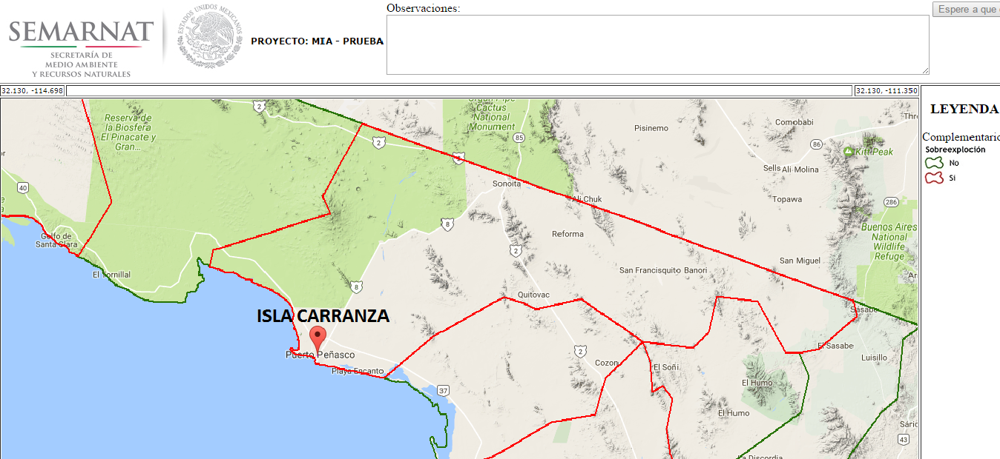 Observaciones:
Espere a que
SEMARNAT
SECRETARÍA DE
MEDIO AMBIENTE
Y RECURSOS NATURALES
ESTADOS UNIDOS MEXICANOS
PROYECTO: MIA - PRUEBA
32.130, -114.698
32.130, -111.350
LEYENDA
Complementario
Sobreexploción
No
Si
Reserva de
la Biosfera
El Pinacate y
Gran...
2
Organ Pipe
Cactus
National
Monument
85
Pisinemo
Comobabi
Thre
86
Kitt Peak
2
2
Sells
Ali Molina
Sonoita
Ali Chuk
Topawa
286
40
Golfo de
Santa Clara
8
Reforma
Buenos Aires
National
Wildlife
Refuge
2
San Miguel
San Francisquito
Banori
El Tornillal
8
Quitovac
Sasabe
ISLA CARRANZA
Puerto Peñasco
Playa Encanto
2
Cozon
El Soñi
El Sasabe
Luisillo
37
El Humo
El Humo
43
Sáric
La Discordia